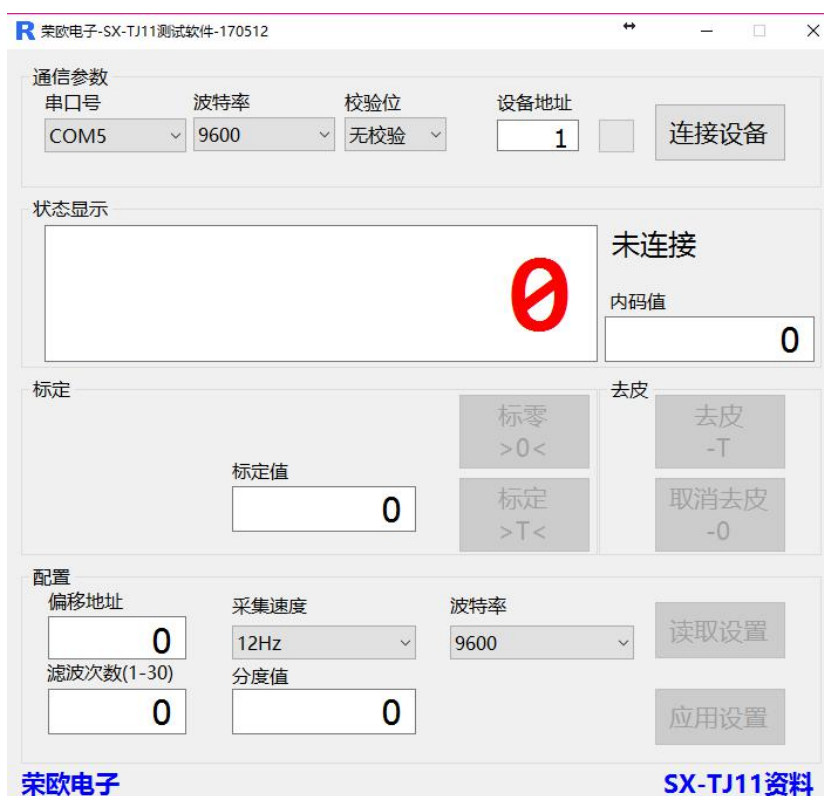 R 荣欧电子-SX-TJ11测试软件-170512
通信参数
串口号 波特率 校验位 设备地址
COM5 9600 无校验 1 连接设备
状态显示
0 未连接
内码值
0
标定 去皮
标零
>0<
去皮
-T
标定值
0
标定
>T<
取消去皮
-0
配置
偏移地址 采集速度 波特率
0 12Hz 9600 读取设置
滤波次数(1-30) 分度值
0 0 应用设置
荣欧电子 SX-TJ11资料